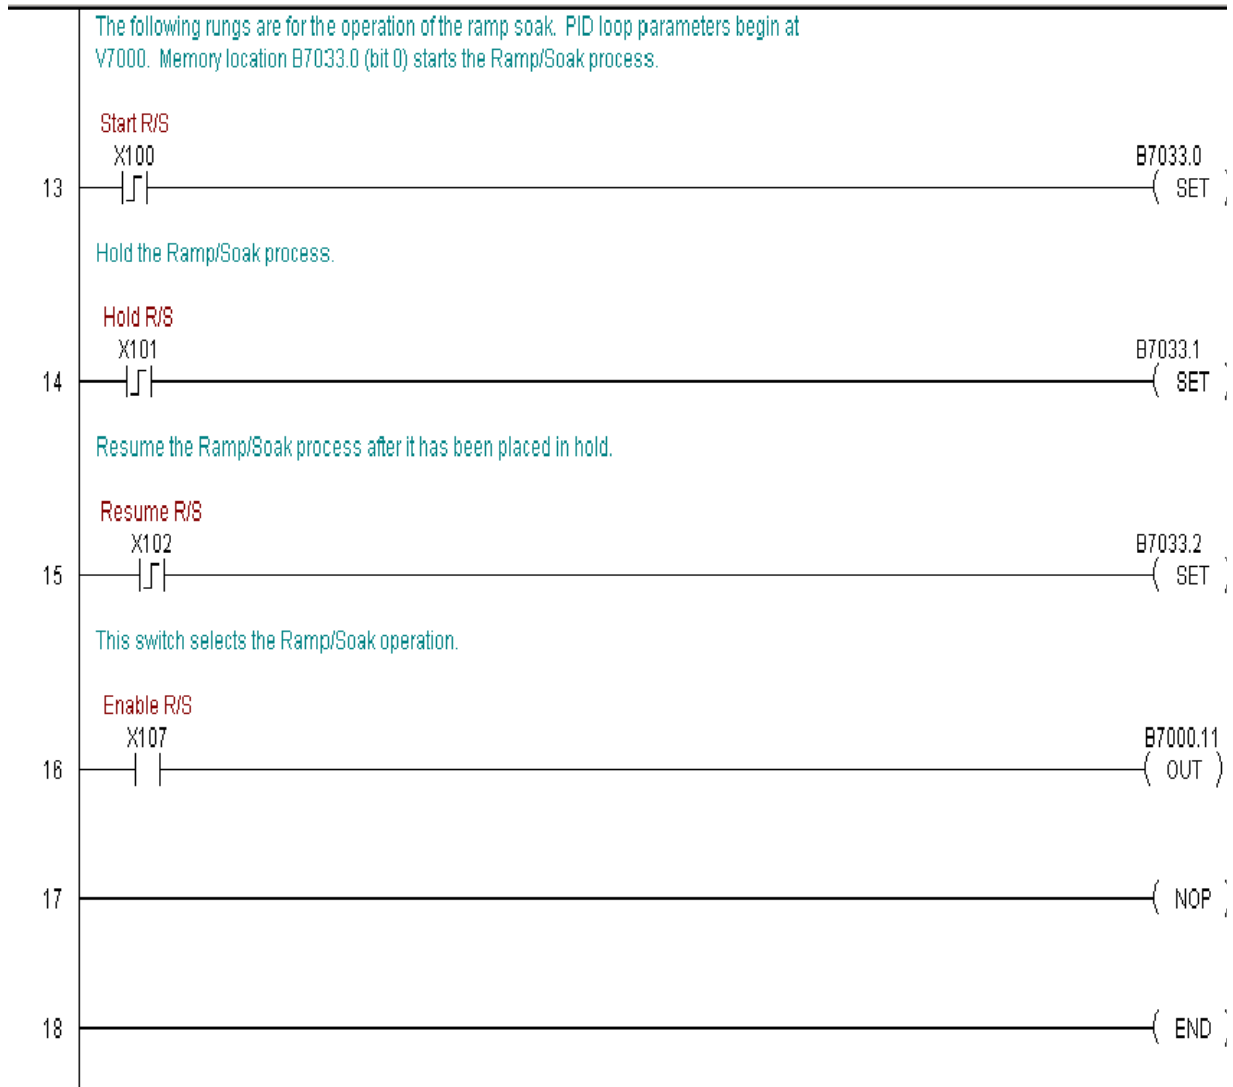 The following rungs are for the operation of the ramp soak. PID loop parameters begin at
V7000. Memory location B7033.0 (bit 0) starts the Ramp/Soak process.
Start R/S
X100
B7033.0
13
SET
Hold the Ramp/Soak process.
Hold R/S
X101
B7033.1
14
SET
Resume the Ramp/Soak process after it has been placed in hold.
Resume R/S
X102
B7033.2
15
SET
This switch selects the Ramp/Soak operation.
Enable R/S
X107
B7000.11
16
OUT
17
NOP
18
END